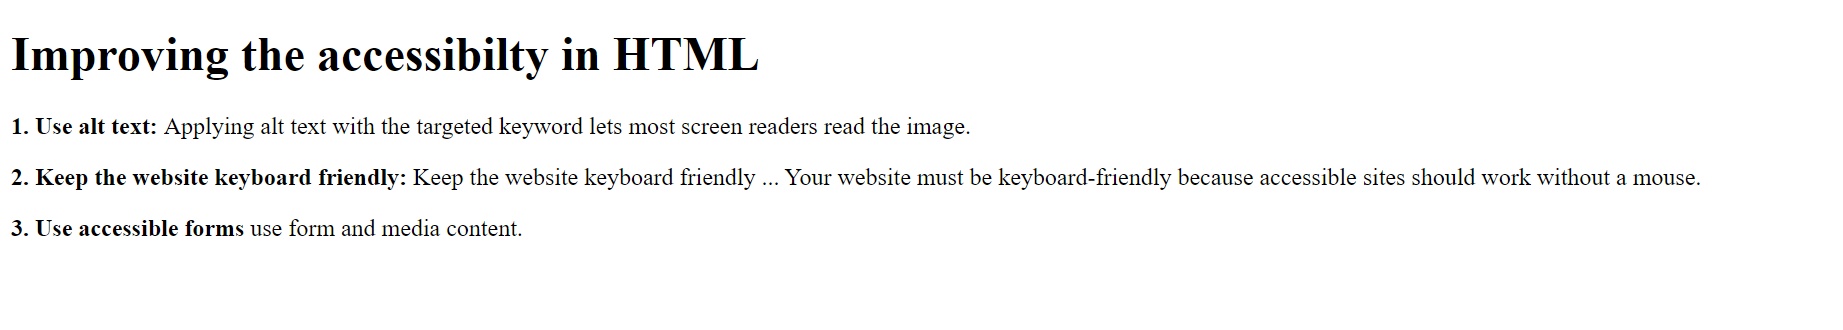 Improving the accessibilty in HTML
1. Use alt text: Applying alt text with the targeted keyword lets most screen readers read the image.
2. Keep the website keyboard friendly: Keep the website keyboard friendly ... Your website must be keyboard-friendly because accessible sites should work without a mouse.
3. Use accessible forms use form and media content.